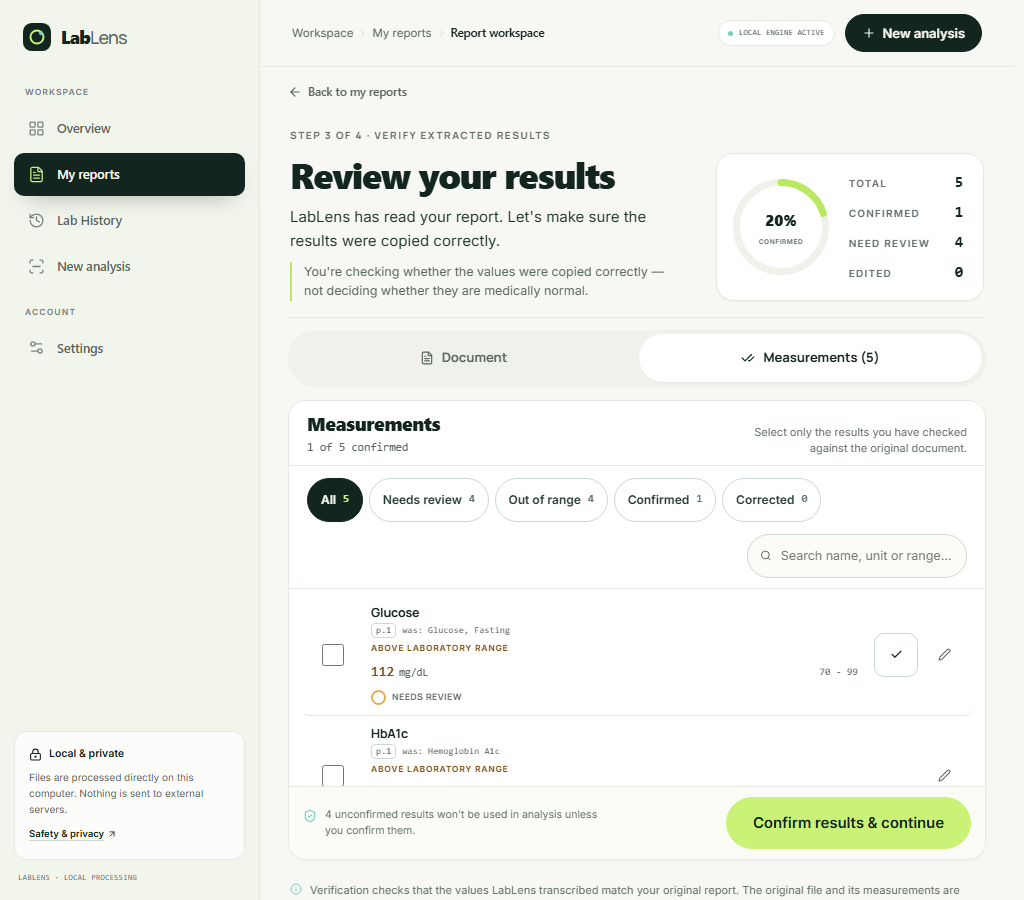 LabLens
WORKSPACE
Overview
My reports
Lab History
New analysis
ACCOUNT
Settings
Local & private
Files are processed directly on this
computer. Nothing is sent to external
servers.
Safety & privacy ↗
LABLENS · LOCAL PROCESSING
Workspace › My reports › Report workspace
LOCAL ENGINE ACTIVE
+ New analysis
← Back to my reports
STEP 3 OF 4 · VERIFY EXTRACTED RESULTS
Review your results
LabLens has read your report. Let's make sure the
results were copied correctly.
You're checking whether the values were copied correctly —
not deciding whether they are medically normal.
20%
CONFIRMED
TOTAL 5
CONFIRMED 1
NEED REVIEW 4
EDITED 0
Document
Measurements (5)
Measurements
1 of 5 confirmed
Select only the results you have checked
against the original document.
All 5
Needs review 4
Out of range 4
Confirmed 1
Corrected 0
Search name, unit or range...
Glucose
p.1 was: Glucose, Fasting
ABOVE LABORATORY RANGE
112 mg/dL
70 - 99
NEEDS REVIEW
HbA1c
p.1 was: Hemoglobin A1c
ABOVE LABORATORY RANGE
4 unconfirmed results won't be used in analysis unless
you confirm them.
Confirm results & continue
Verification checks that the values LabLens transcribed match your original report. The original file and its measurements are